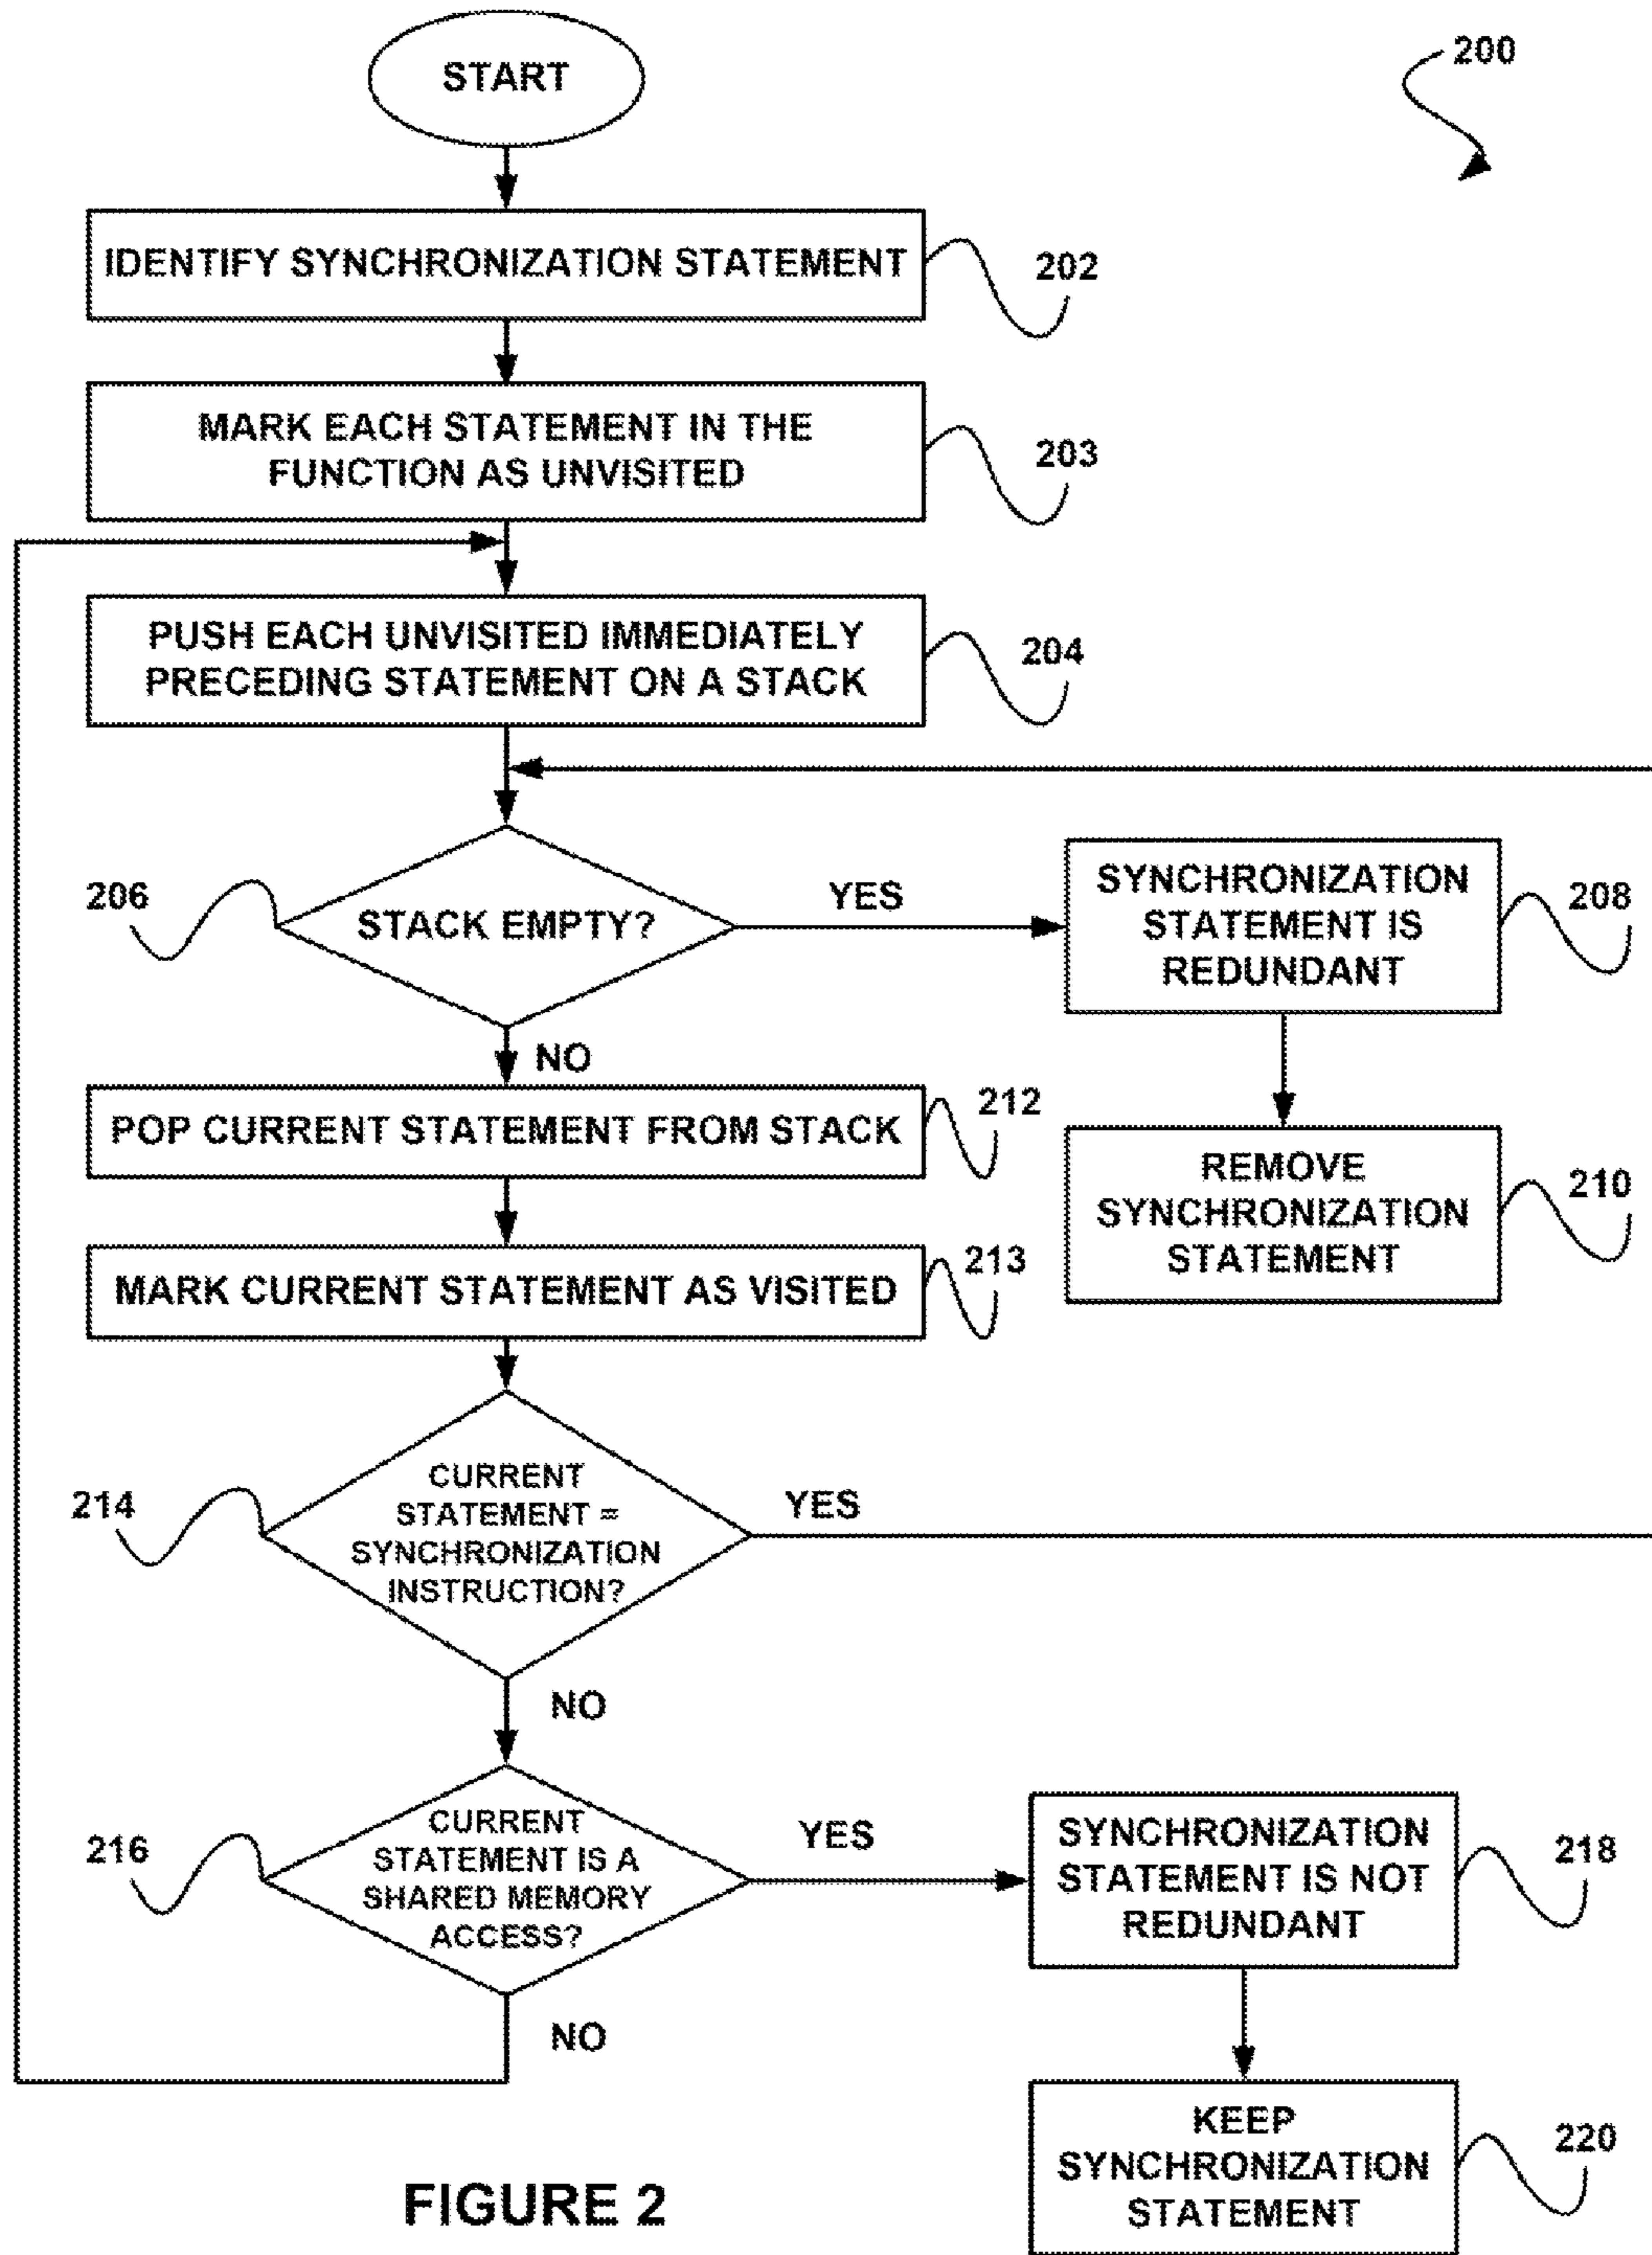 START
200
IDENTIFY SYNCHRONIZATION STATEMENT
202
MARK EACH STATEMENT IN THE
FUNCTION AS UNVISITED
203
PUSH EACH UNVISITED IMMEDIATELY
PRECEDING STATEMENT ON A STACK
204
206
STACK EMPTY?
YES
SYNCHRONIZATION
STATEMENT IS
REDUNDANT
208
NO
POP CURRENT STATEMENT FROM STACK
212
REMOVE
SYNCHRONIZATION
STATEMENT
210
MARK CURRENT STATEMENT AS VISITED
213
214
CURRENT
STATEMENT =
SYNCHRONIZATION
INSTRUCTION?
YES
NO
216
CURRENT
STATEMENT IS A
SHARED MEMORY
ACCESS?
YES
SYNCHRONIZATION
STATEMENT IS NOT
REDUNDANT
218
NO
KEEP
SYNCHRONIZATION
STATEMENT
220
FIGURE 2